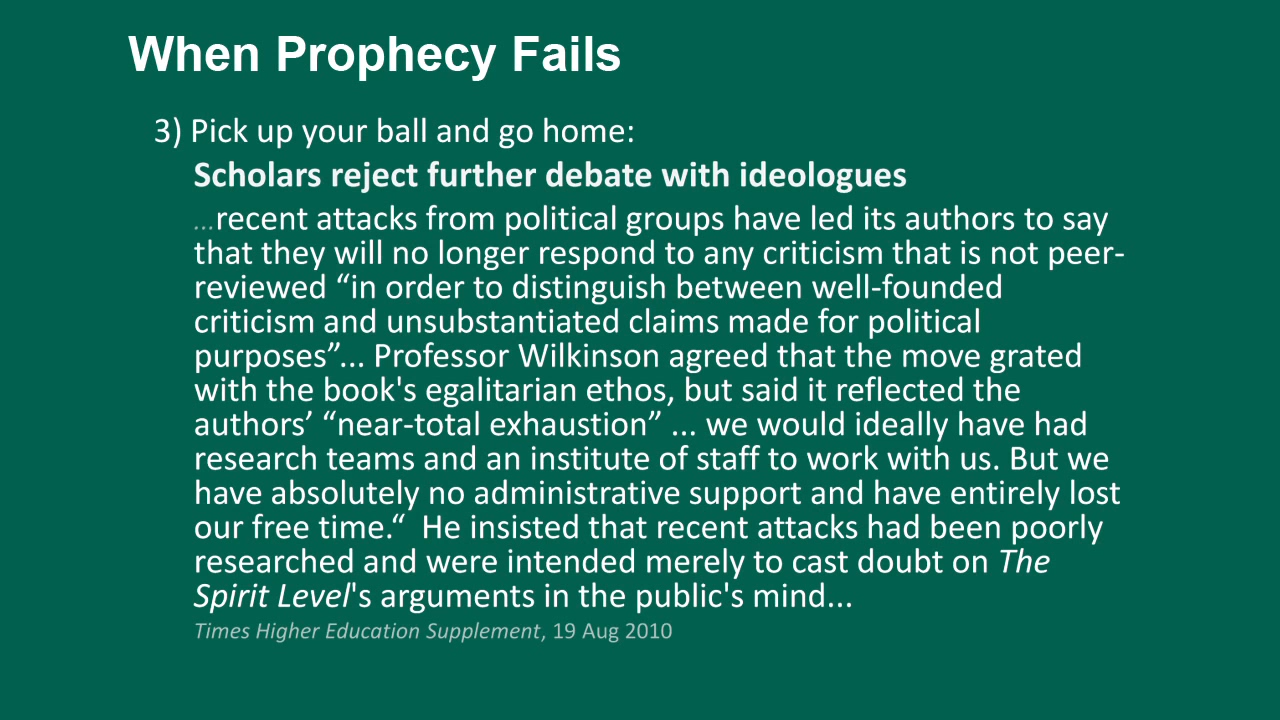 When Prophecy Fails
3) Pick up your ball and go home:
Scholars reject further debate with ideologues
...recent attacks from political groups have led its authors to say
that they will no longer respond to any criticism that is not peer-
reviewed “in order to distinguish between well-founded
criticism and unsubstantiated claims made for political
purposes”... Professor Wilkinson agreed that the move grated
with the book's egalitarian ethos, but said it reflected the
authors’ “near-total exhaustion” ... we would ideally have had
research teams and an institute of staff to work with us. But we
have absolutely no administrative support and have entirely lost
our free time.“  He insisted that recent attacks had been poorly
researched and were intended merely to cast doubt on The
Spirit Level's arguments in the public's mind...
Times Higher Education Supplement, 19 Aug 2010